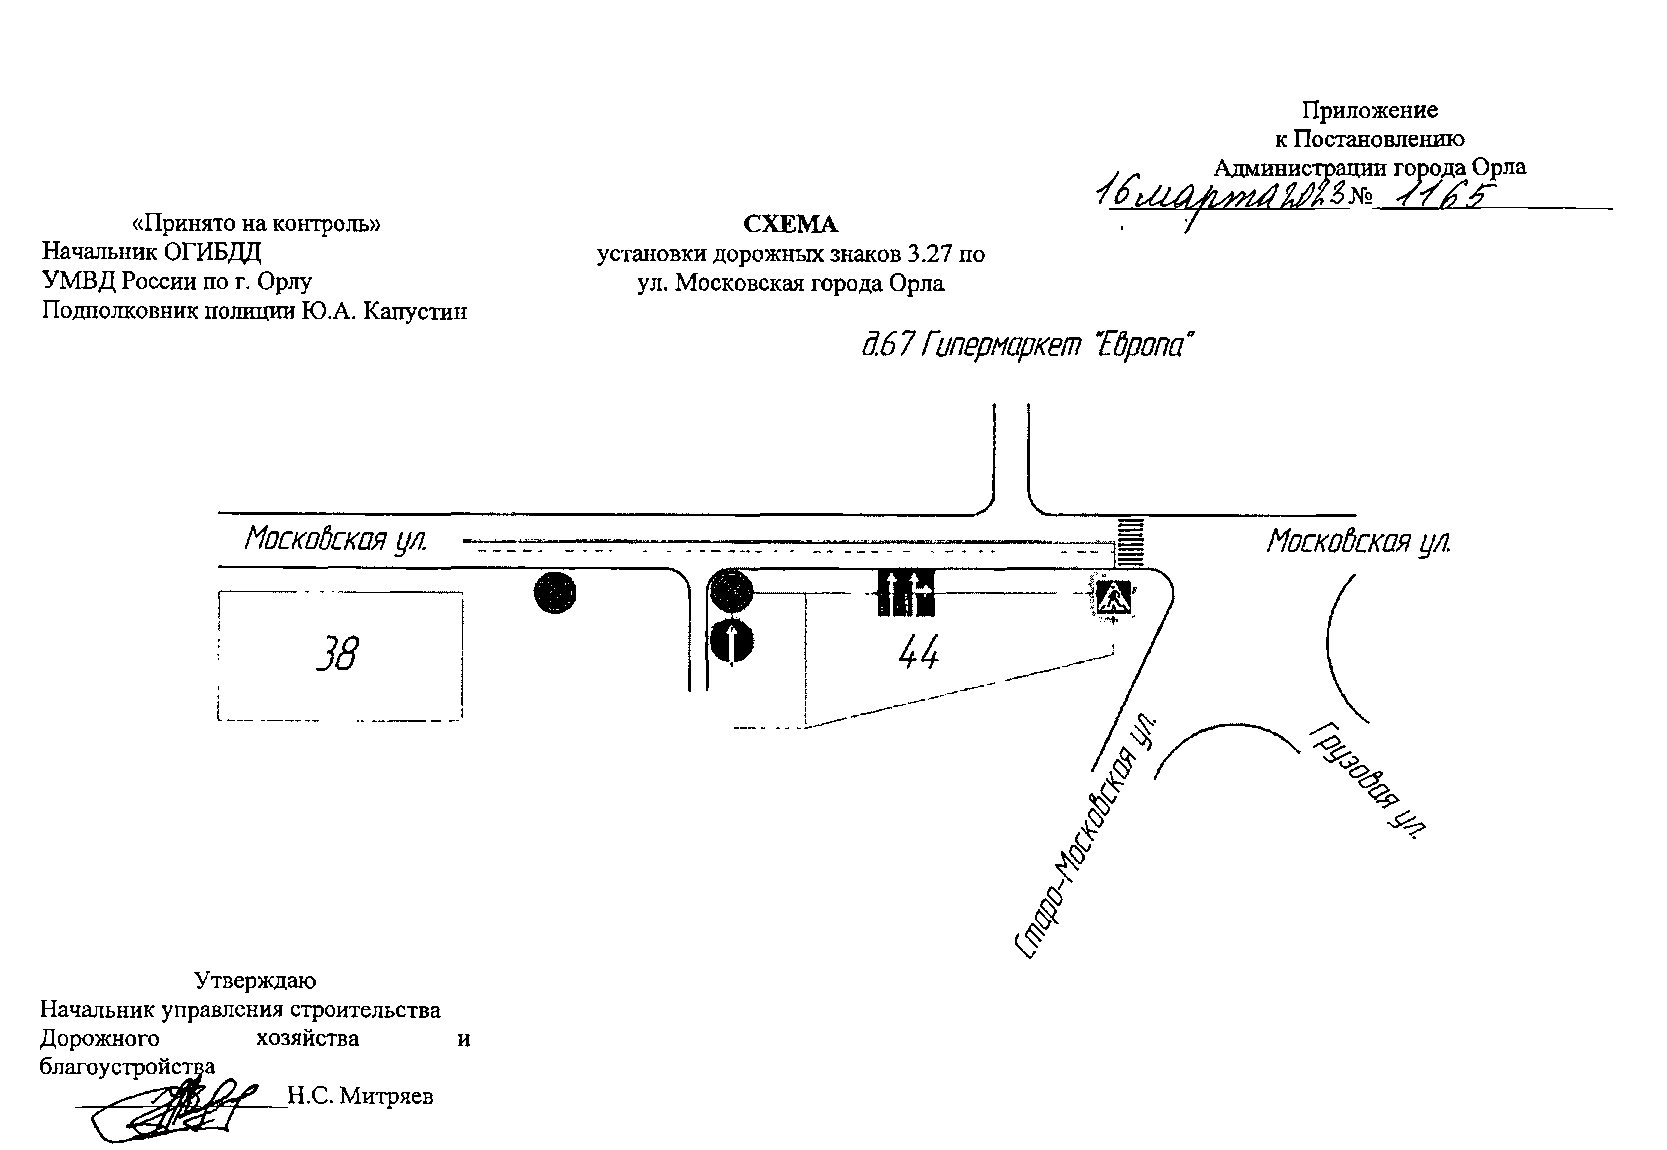 Приложение
к Постановлению
Администрации города Орла
16 марта 2023 № 1165
«Принято на контроль»
Начальник ОГИБДД
УМВД России по г. Орлу
Подполковник полиции Ю.А. Капустин
СХЕМА
установки дорожных знаков 3.27 по
ул. Московская города Орла
д.67 Гипермаркет "Европа"
Московская ул.
Московская ул.
38
44
Старо-Московская ул.
Грузовая ул.
Утверждаю
Начальник управления строительства
Дорожного хозяйства и
благоустройства
Н.С. Митряев